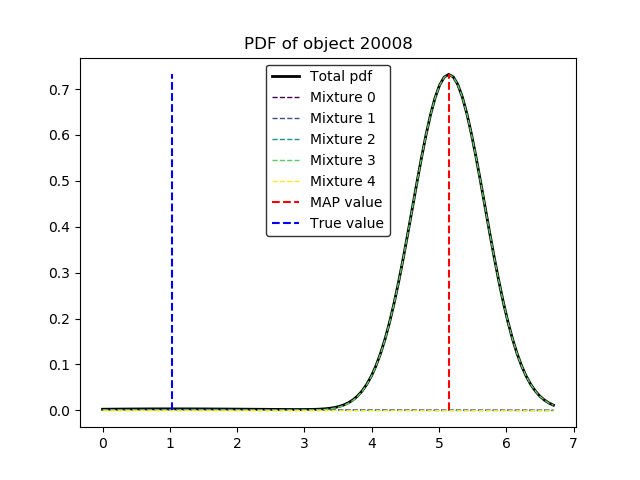 PDF of object 20008
Total pdf
Mixture 0
Mixture 1
Mixture 2
Mixture 3
Mixture 4
MAP value
True value
0.7
0.6
0.5
0.4
0.3
0.2
0.1
0.0
0 1 2 3 4 5 6 7